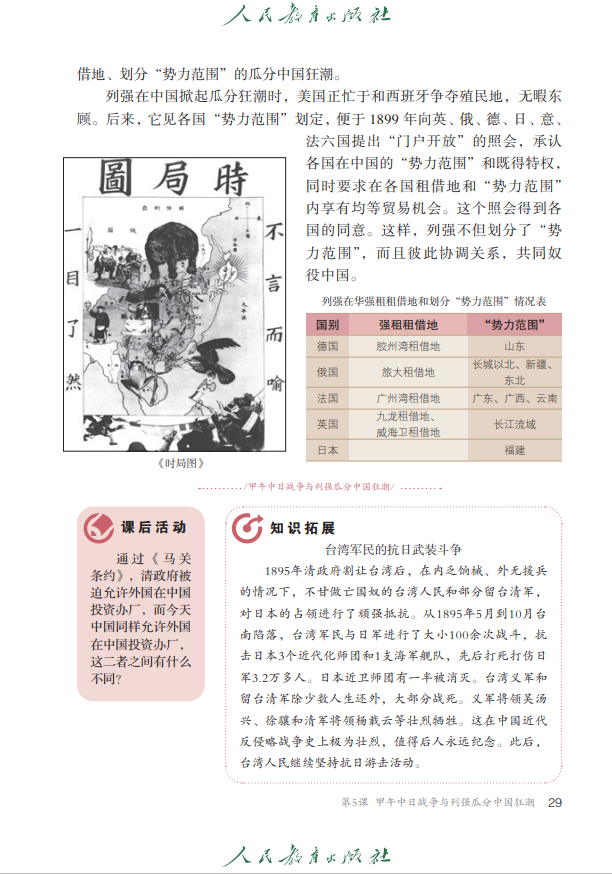 人民教育出版社
借地、划分“势力范围”的瓜分中国狂潮。
列强在中国掀起瓜分狂潮时，美国正忙于和西班牙争夺殖民地，无暇东
顾。后来，它见各国“势力范围”划定，便于1899年向英、俄、德、日、意、
法六国提出“门户开放”的照会，承认
各国在中国的“势力范围”和既得特权，
同时要求在各国租借地和“势力范围”
内享有均等贸易机会。这个照会得到各
国的同意。这样，列强不但划分了“势
力范围”，而且彼此协调关系，共同奴
役中国。
時局圖
不言而喻
一目了然
太平洋
《时局图》
列强在华强租租借地和划分“势力范围”情况表
国别 强租租借地 “势力范围”
德国 胶州湾租借地 山东
俄国 旅大租借地 长城以北、新疆、
东北
法国 广州湾租借地 广东、广西、云南
英国 九龙租借地、
威海卫租借地 长江流域
日本 福建
/甲午中日战争与列强瓜分中国狂潮/
课后活动
通过《马关
条约》，清政府被
迫允许外国在中国
投资办厂，而今天
中国同样允许外国
在中国投资办厂，
这二者之间有什么
不同？
知识拓展
台湾军民的抗日武装斗争
1895年清政府割让台湾后，在内乏饷械、外无援兵
的情况下，不甘做亡国奴的台湾人民和部分留台清军，
对日本的占领进行了顽强抵抗。从1895年5月到10月台
南陷落，台湾军民与日军进行了大小100余次战斗，抗
击日本3个近代化师团和1支海军舰队，先后打死打伤日
军3.2万多人。日本近卫师团有一半被消灭。台湾义军和
留台清军除少数人生还外，大部分战死。义军将领吴汤
兴、徐骧和清军将领杨载云等壮烈牺牲。这在中国近代
反侵略战争史上极为壮烈，值得后人永远纪念。此后，
台湾人民继续坚持抗日游击活动。
第5课 甲午中日战争与列强瓜分中国狂潮 29
人民教育出版社